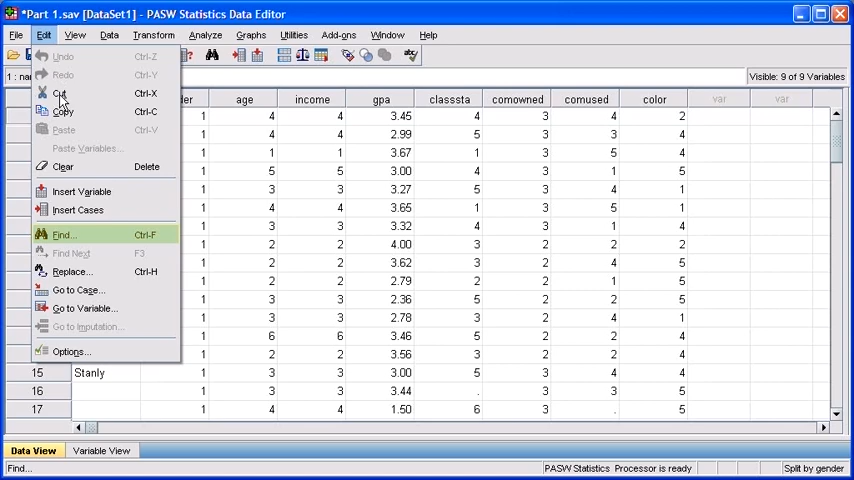 *Part 1.sav [DataSet1] - PASW Statistics Data Editor
File Edit View Data Transform Analyze Graphs Utilities Add-ons Window Help
Undo Ctrl-Z
Redo Ctrl-Y
1 : na
Visible: 9 of 9 Variables
Cut Ctrl-X
der age income gpa classsta comowned comused color var var
Copy Ctrl-C
1 4 4 3.45 4 3 4 2
Paste Ctrl-V
1 4 4 2.99 5 3 3 4
Paste Variables...
1 1 1 3.67 1 3 5 4
Clear Delete
1 5 5 3.00 4 3 1 5
Insert Variable
1 3 3 3.27 5 3 4 1
Insert Cases
1 4 4 3.65 1 3 5 1
1 3 3 3.32 4 3 1 4
Find... Ctrl-F
1 2 2 4.00 3 2 2 2
Find Next F3
1 2 2 3.62 3 2 4 5
Replace... Ctrl-H
1 2 2 2.79 2 2 1 5
Go to Case...
1 3 3 2.36 5 2 2 5
Go to Variable...
1 3 3 2.78 3 2 4 1
Go to Imputation...
1 6 6 3.46 5 2 2 4
Options...
1 2 2 3.56 3 2 4 4
15 Stanly 1 3 3 3.00 5 3 4 4
16 1 3 3 3.44 . 3 3 5
17 1 4 4 1.50 6 3 . 5
Data View Variable View
Find... PASW Statistics Processor is ready Split by gender